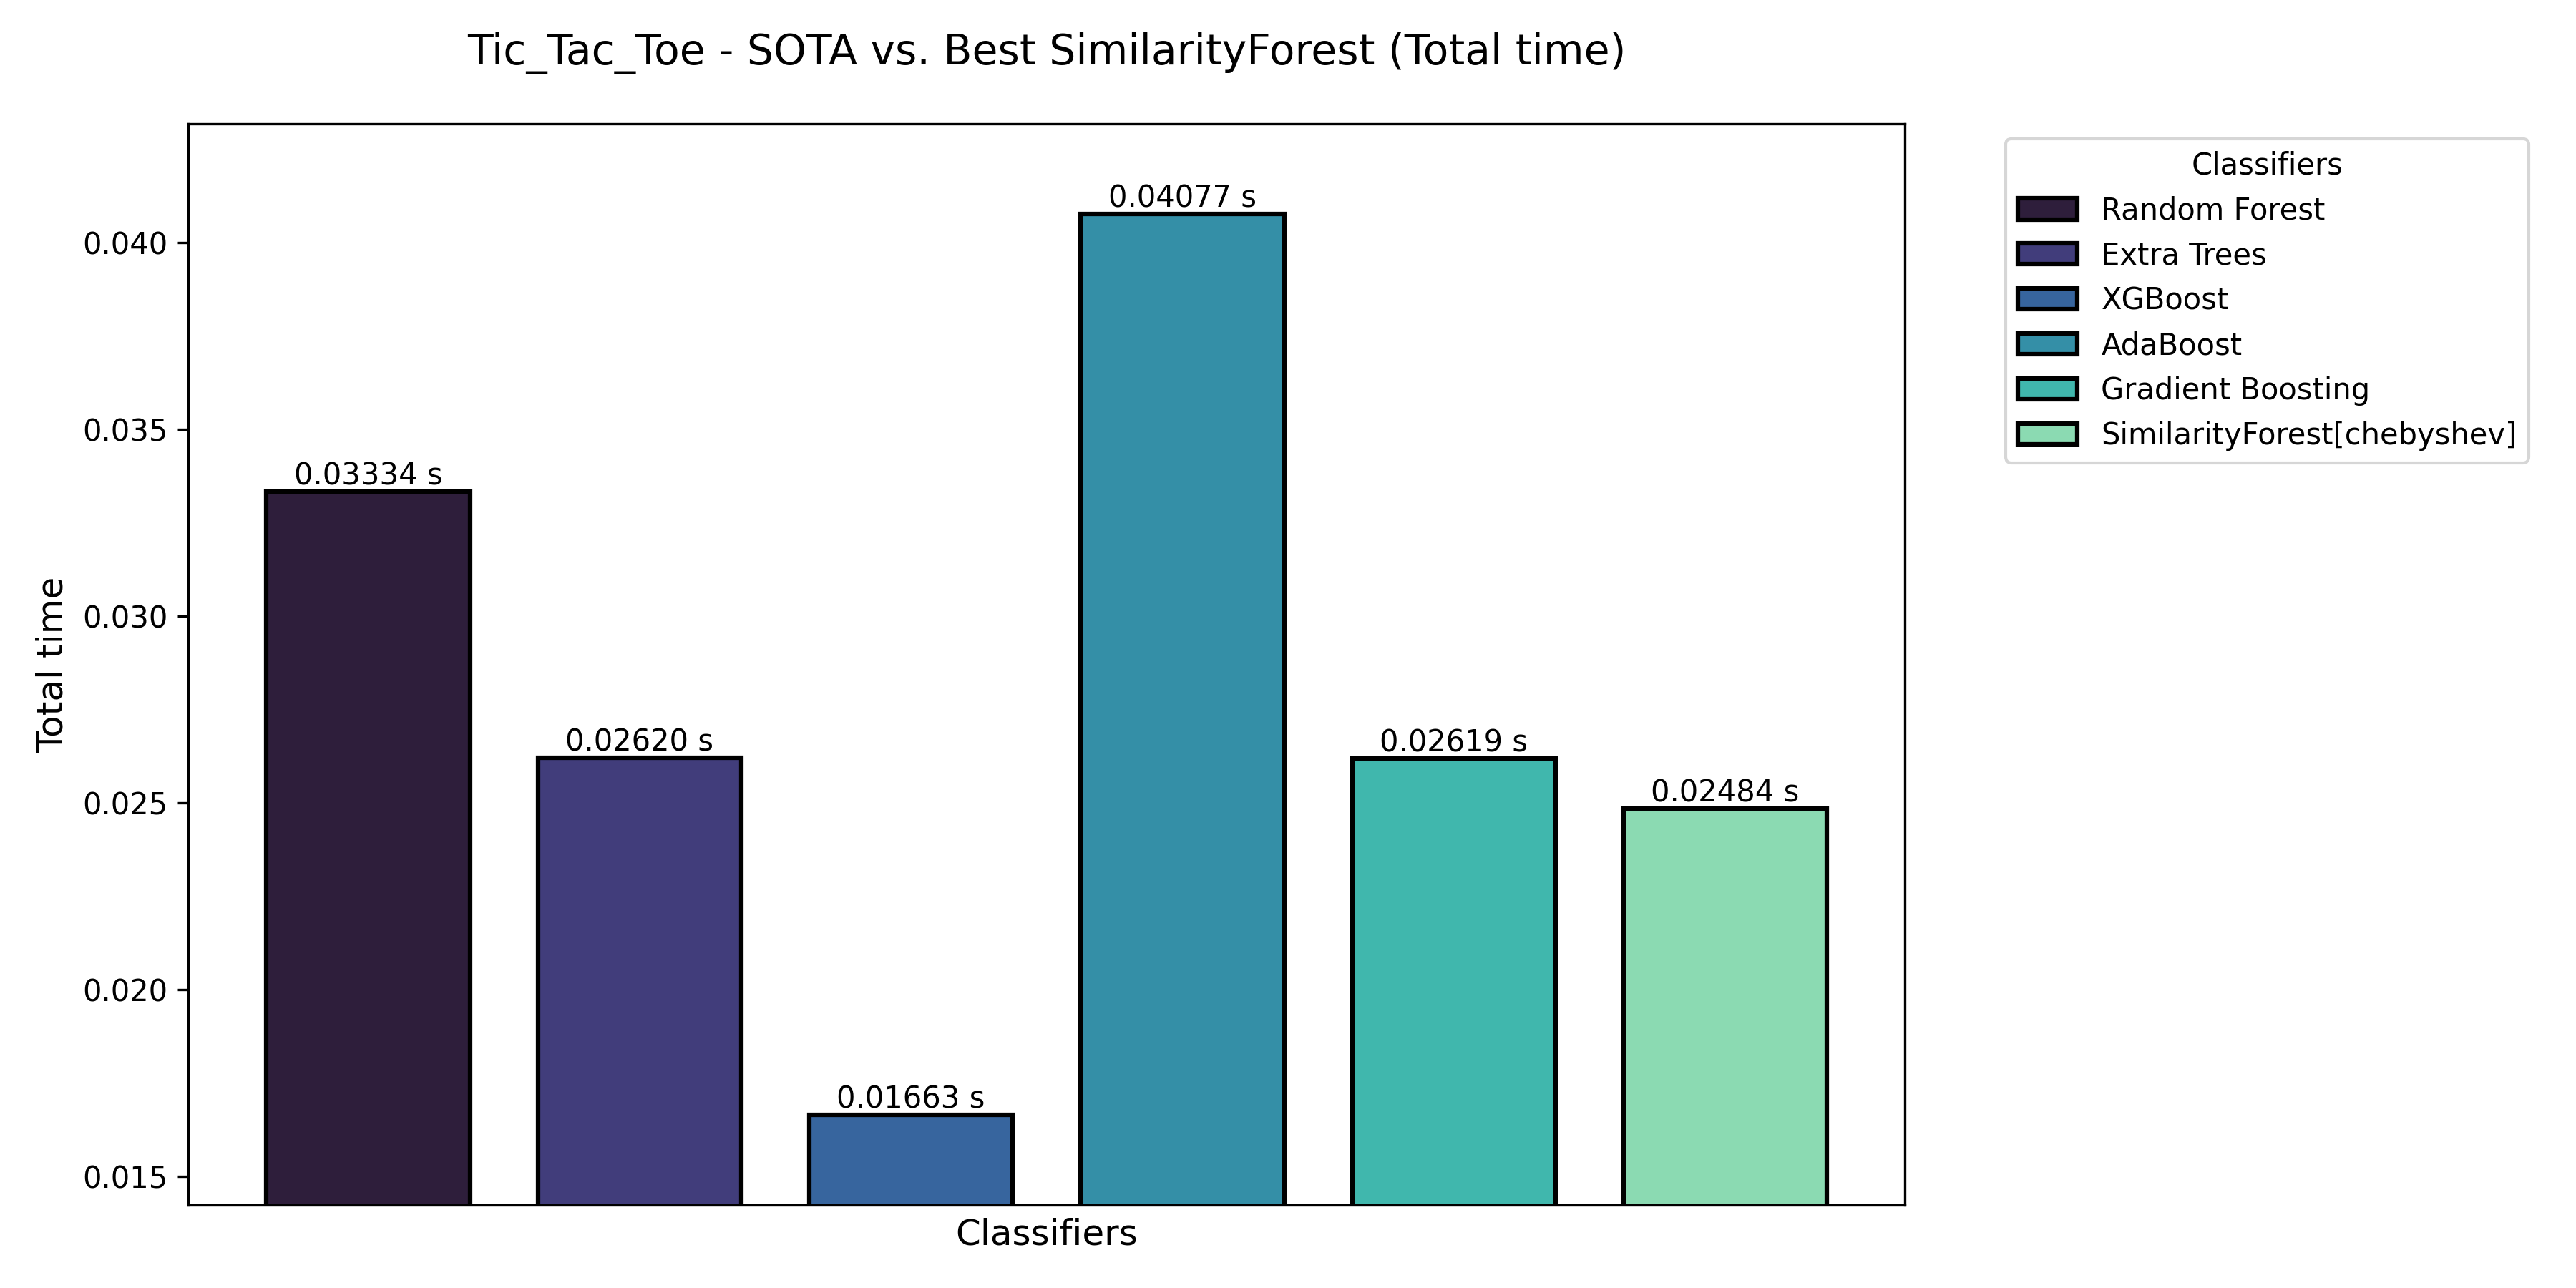 Tic_Tac_Toe - SOTA vs. Best SimilarityForest (Total time)
Total time
0.040
0.035
0.030
0.025
0.020
0.015
0.03334 s
0.02620 s
0.01663 s
0.04077 s
0.02619 s
0.02484 s
Classifiers
Classifiers
Random Forest
Extra Trees
XGBoost
AdaBoost
Gradient Boosting
SimilarityForest[chebyshev]